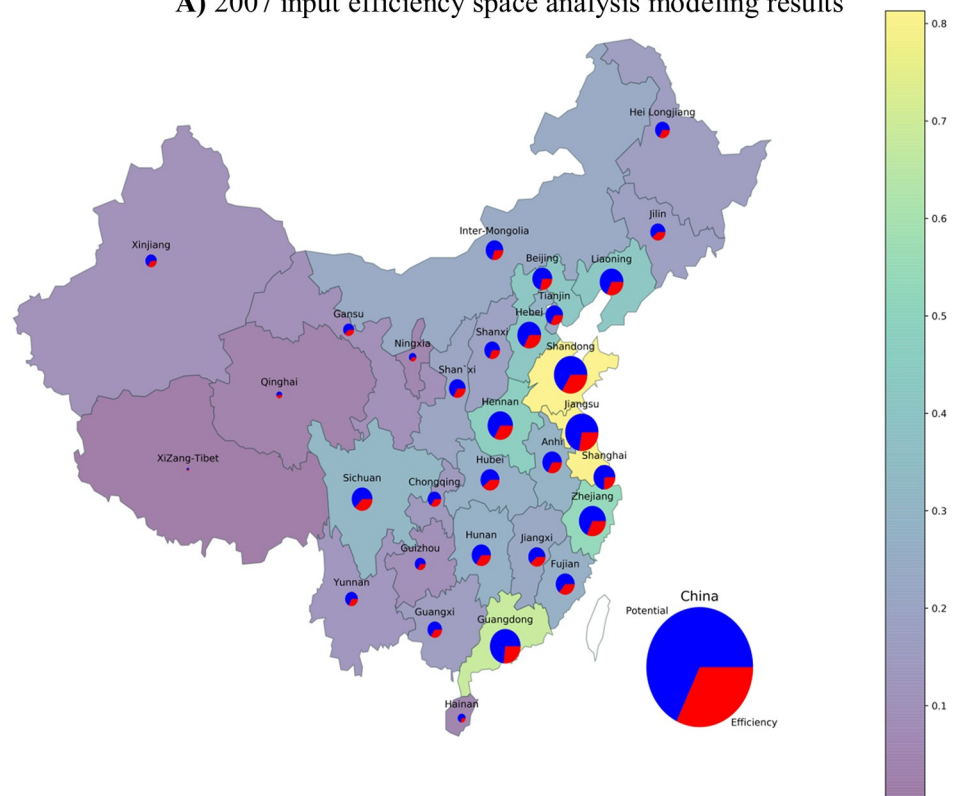 A) 2007 input efficiency space analysis modeling results
0.8
Hei Longjiang
0.7
Jilin
Inter-Mongolia
Xinjiang
Beijing
Liaoning
0.6
Tianjin
Gansu
Hebei
0.5
Shanxi
Ningxia
Shandong
Shan`xi
Qinghai
Hennan
Jiangsu
0.4
Anhi
Shanghai
XiZang-Tibet
Hubei
Sichuan
Chongqing
Zhejiang
0.3
Hunan
Jiangxi
Guizhou
Fujian
Yunnan
China
0.2
Potential
Guangxi
Guangdong
Hainan
0.1
Efficiency